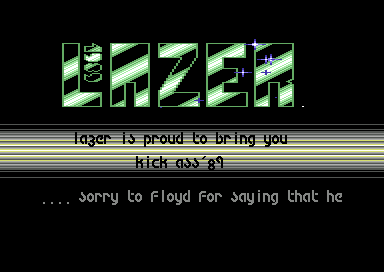 LAZER
lazer is proud to bring you
kick ass'89
.... sorry to Floyd For saying that he